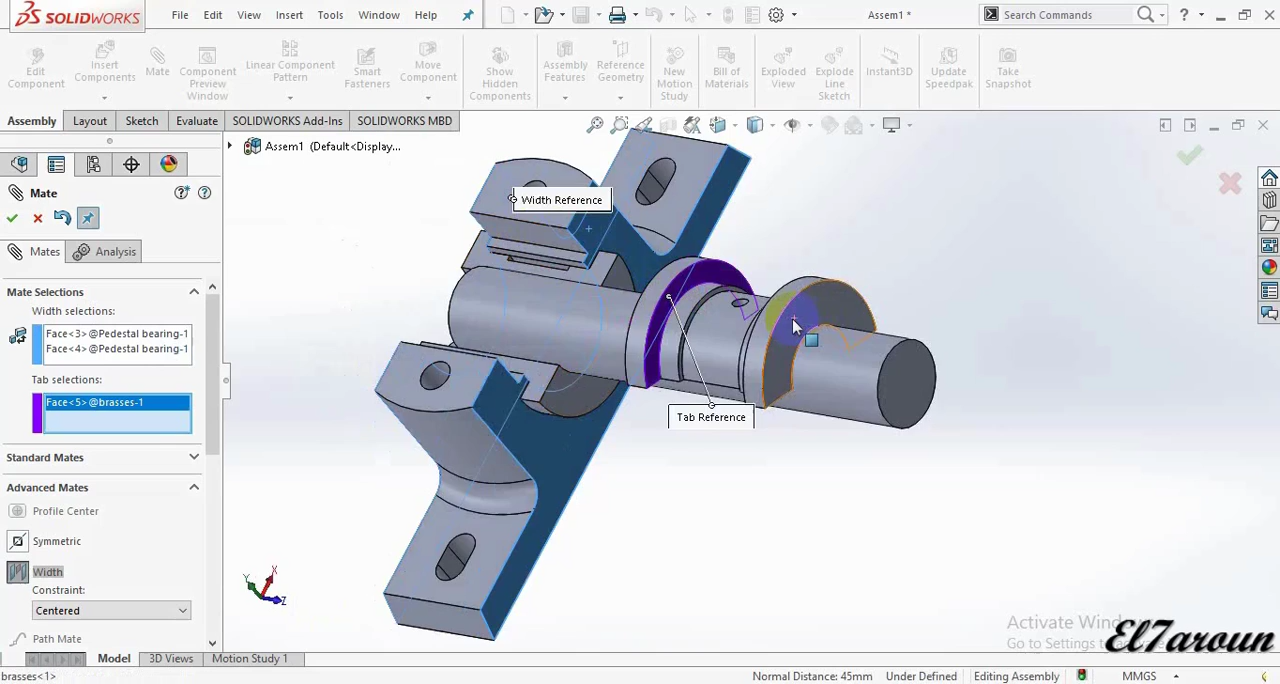 SOLIDWORKS
File Edit View Insert Tools Window Help
Assem1 *
Search Commands
?
Edit Component
Insert Components
Mate
Component Preview Window
Linear Component Pattern
Smart Fasteners
Move Component
Show Hidden Components
Assembly Features
Reference Geometry
New Motion Study
Bill of Materials
Exploded View
Explode Line Sketch
Instant3D
Update Speedpak
Take Snapshot
Assembly Layout Sketch Evaluate SOLIDWORKS Add-Ins SOLIDWORKS MBD
Assem1 (Default<Display...
Mate
Mates Analysis
Mate Selections
Width selections:
Face<3>@Pedestal bearing-1
Face<4>@Pedestal bearing-1
Tab selections:
Face<5>@brasses-1
Standard Mates
Advanced Mates
Profile Center
Symmetric
Width
Constraint:
Centered
Path Mate
Width Reference
Tab Reference
Y X Z
Activate Windo
Go to Settings to a
El7aroun
Model 3D Views Motion Study 1
brasses<1>
Normal Distance: 45mm Under Defined Editing Assembly MMGS